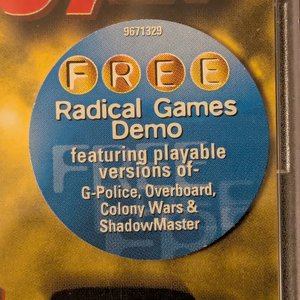 9671329
FREE
Radical Games
Demo
featuring playable
versions of-
G-Police, Overboard,
Colony Wars &
ShadowMaster